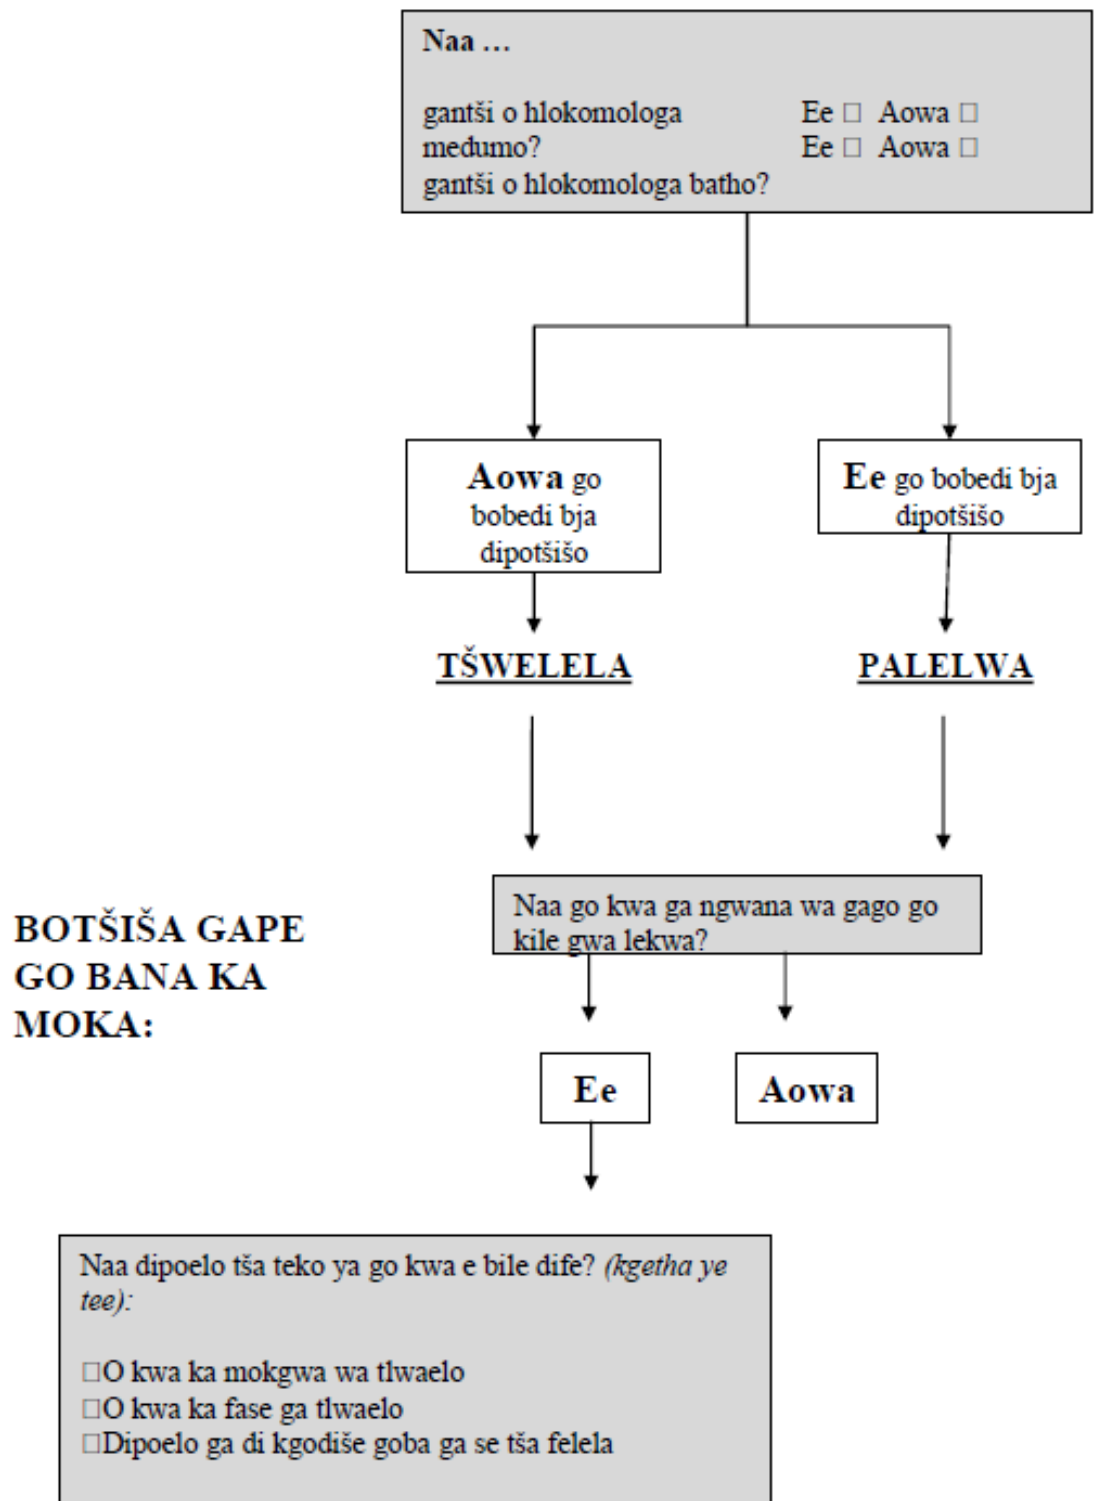 Naa …
gantši o hlokomologa Ee □ Aowa □
medumo? Ee □ Aowa □
gantši o hlokomologa batho?
Aowa go
bobedi bja
dipotšišo
Ee go bobedi bja
dipotšišo
TŠWELELA
PALELWA
BOTŠIŠA GAPE
GO BANA KA
MOKA:
Naa go kwa ga ngwana wa gago go
kile gwa lekwa?
Ee
Aowa
Naa dipoelo tša teko ya go kwa e bile dife? (kgetha ye
tee):
□O kwa ka mokgwa wa tlwaelo
□O kwa ka fase ga tlwaelo
□Dipoelo ga di kgodiše goba ga se tša felela